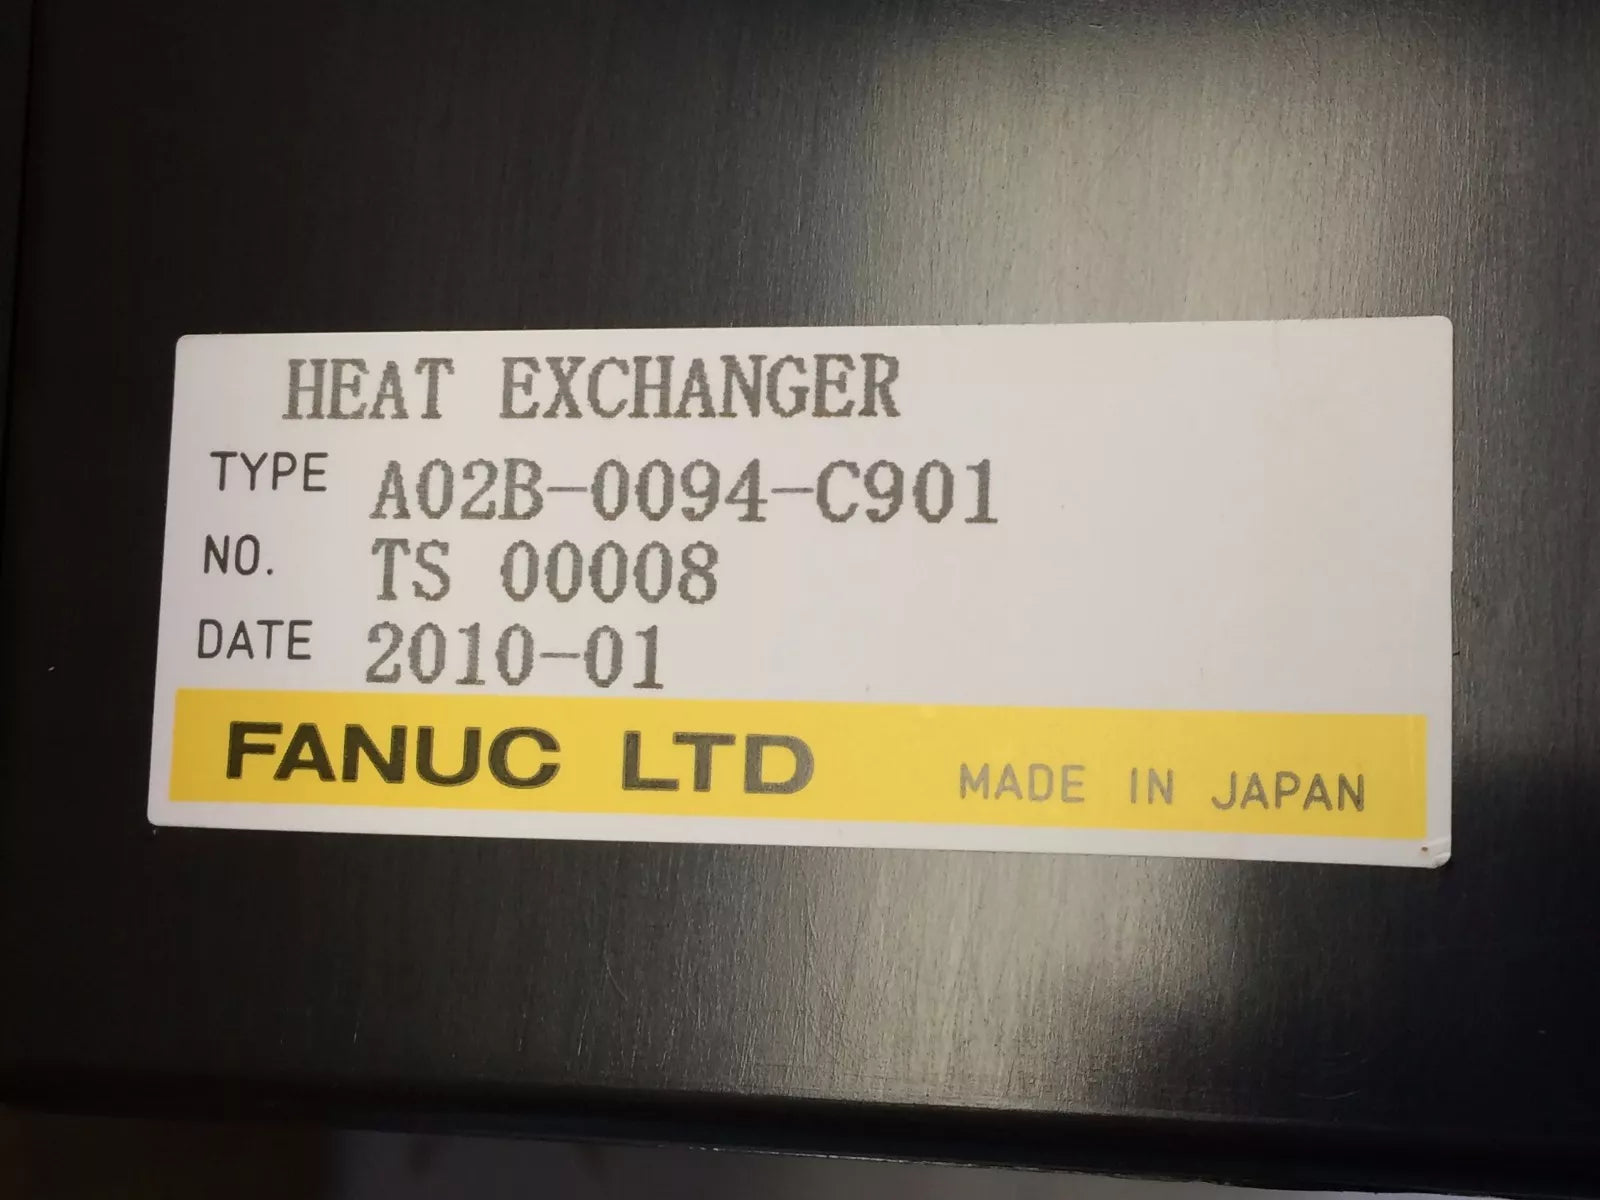 HEAT EXCHANGER
TYPE A02B-0094-C901
NO. TS 00008
DATE 2010-01
FANUC LTD MADE IN JAPAN